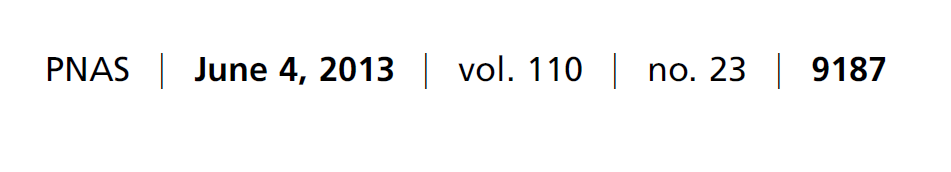 PNAS | June 4, 2013 | vol. 110 | no. 23 | 9187